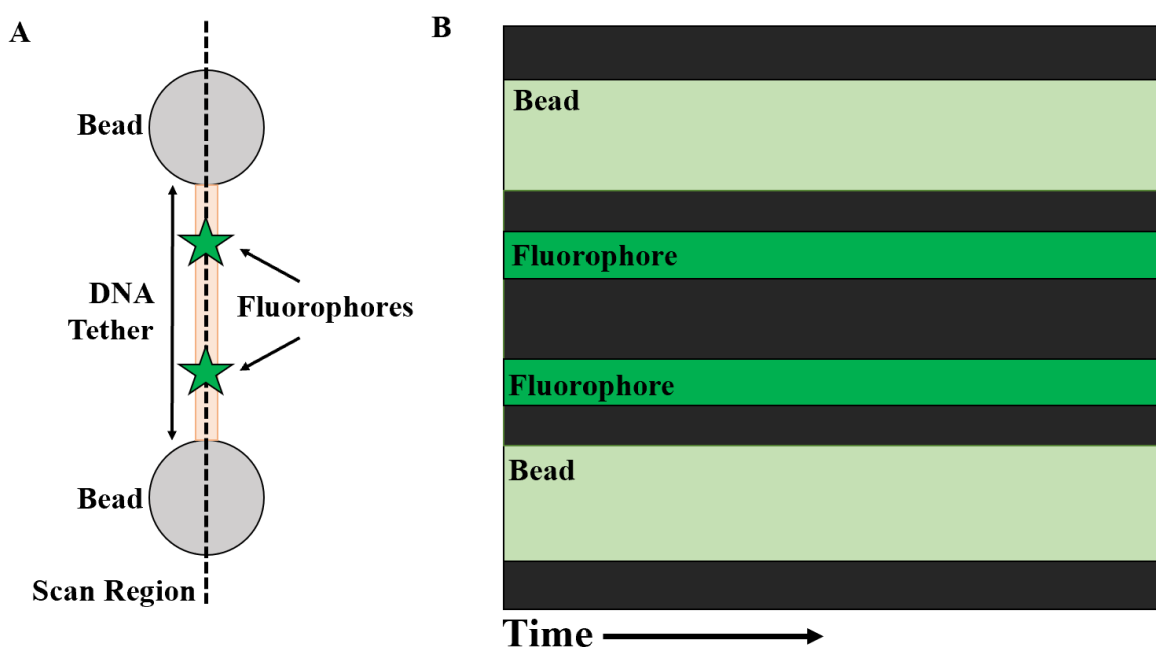 A
Bead
DNA
Tether
Fluorophores
Bead
Scan Region
B
Bead
Fluorophore
Fluorophore
Bead
Time